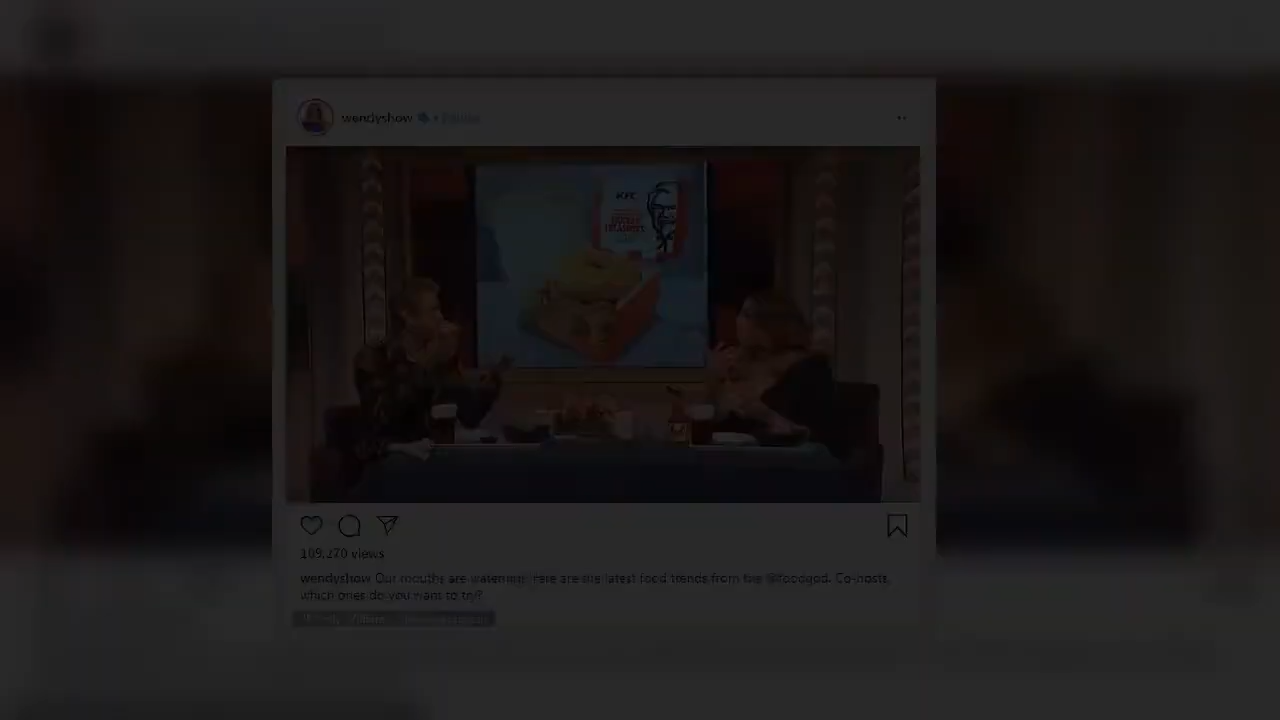 wendyshow
KFC
109,270 views
wendyshow Our mouths are watering. Here are the latest food trends from the @foodgod. Co-hosts,
which ones do you want to try?